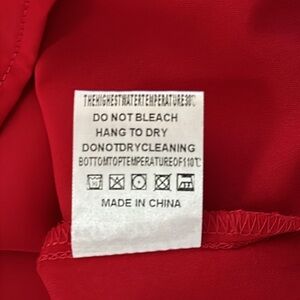 THEHIGHESTWATERTEMPERATURE30℃
DO NOT BLEACH
HANG TO DRY
DONOTDRYCLEANING
BOTTOMTOPTEMPERATUREOF110℃
MADE IN CHINA